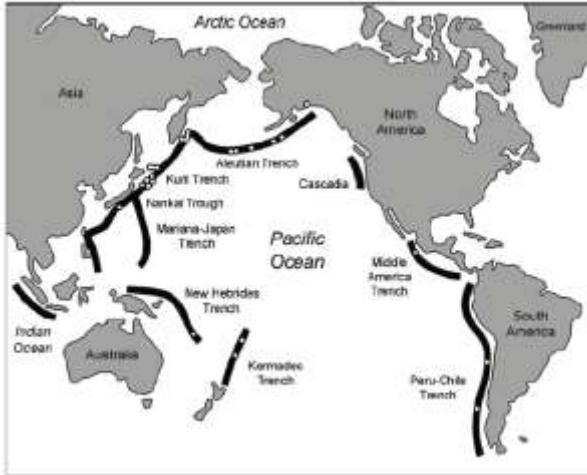 Arctic Ocean
Greenland
Asia
North
America
Aleutian Trench
Kuril Trench
Cascadia
Nankai Trough
Mariana-Japan
Trench
Pacific
Ocean
Middle
America
Trench
New Hebrides
Trench
South
America
Indian
Ocean
Australia
Kermadec
Trench
Peru-Chile
Trench